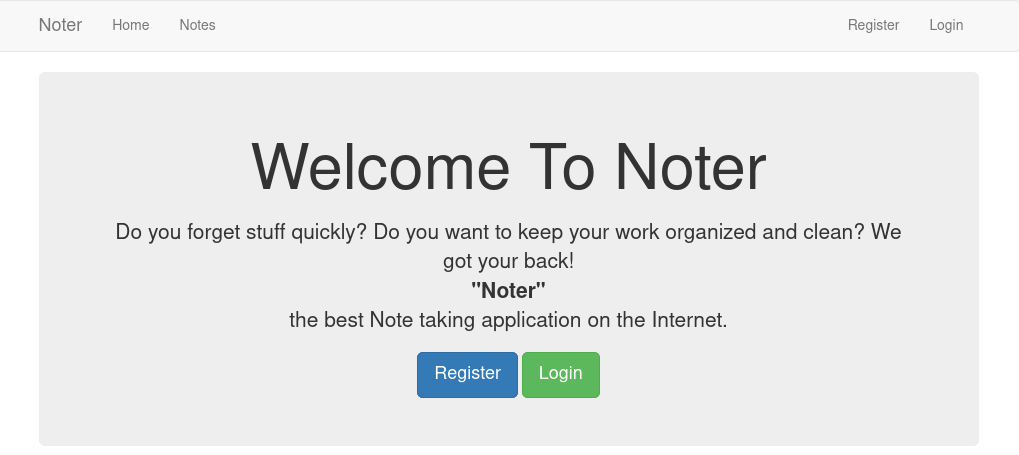 Noter Home Notes Register Login
Welcome To Noter
Do you forget stuff quickly? Do you want to keep your work organized and clean? We
got your back!
"Noter"
the best Note taking application on the Internet.
Register Login